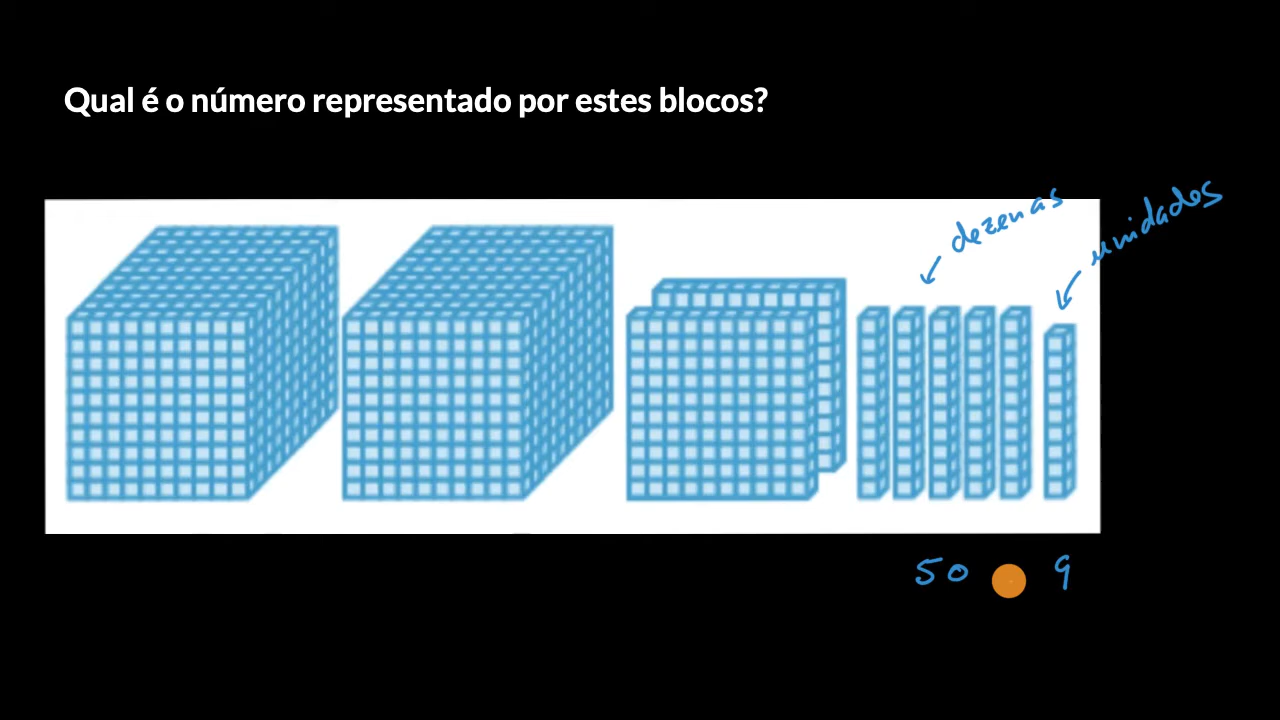 Qual é o número representado por estes blocos?
dezenas
unidades
50 9